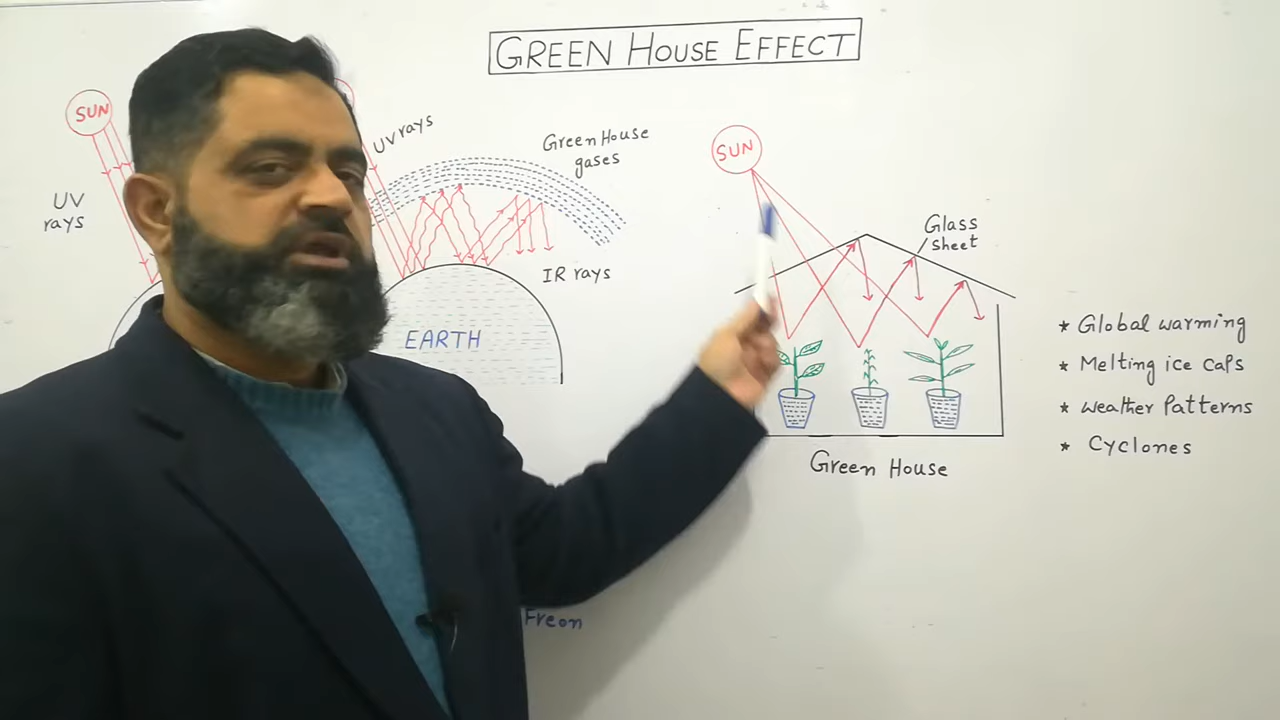 GREEN HOUSE EFFECT
SUN
UV
rays
UV rays
Green House
gases
IR rays
EARTH
SUN
Glass
sheet
Green House
* Global warming
* Melting ice caps
* Weather Patterns
* Cyclones
Freon